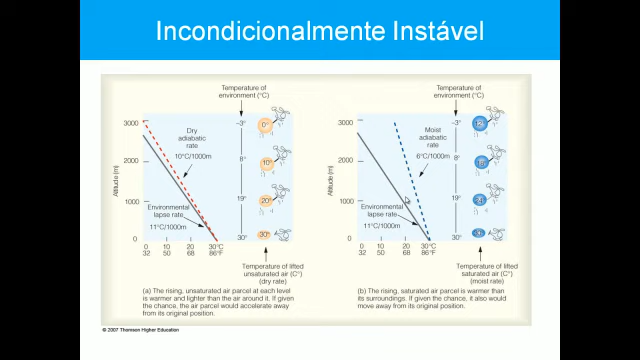 Incondicionalmente Instável
Temperature of
environment (°C)
3000
2000
1000
0
Altitude (m)
Dry
adiabatic
rate
10°C/1000m
Environmental
lapse rate
11°C/1000m
0 10 20 30°C
32 50 68 86°F
–3°
8°
19°
30°
0°
10°
20°
30°
Temperature of lifted
unsaturated air (°C)
(dry rate)
(a) The rising, unsaturated air parcel at each level
is warmer and lighter than the air around it. If given
the chance, the air parcel would accelerate away
from its original position.
Temperature of
environment (°C)
3000
2000
1000
0
Altitude (m)
Moist
adiabatic
rate
6°C/1000m
Environmental
lapse rate
11°C/1000m
0 10 20 30°C
32 50 68 86°F
–3°
8°
19°
30°
12°
18°
24°
Temperature of lifted
saturated air (°C)
(moist rate)
(b) The rising, saturated air parcel is warmer than
its surroundings. If given the chance, it also would
move away from its original position.
© 2007 Thomson Higher Education